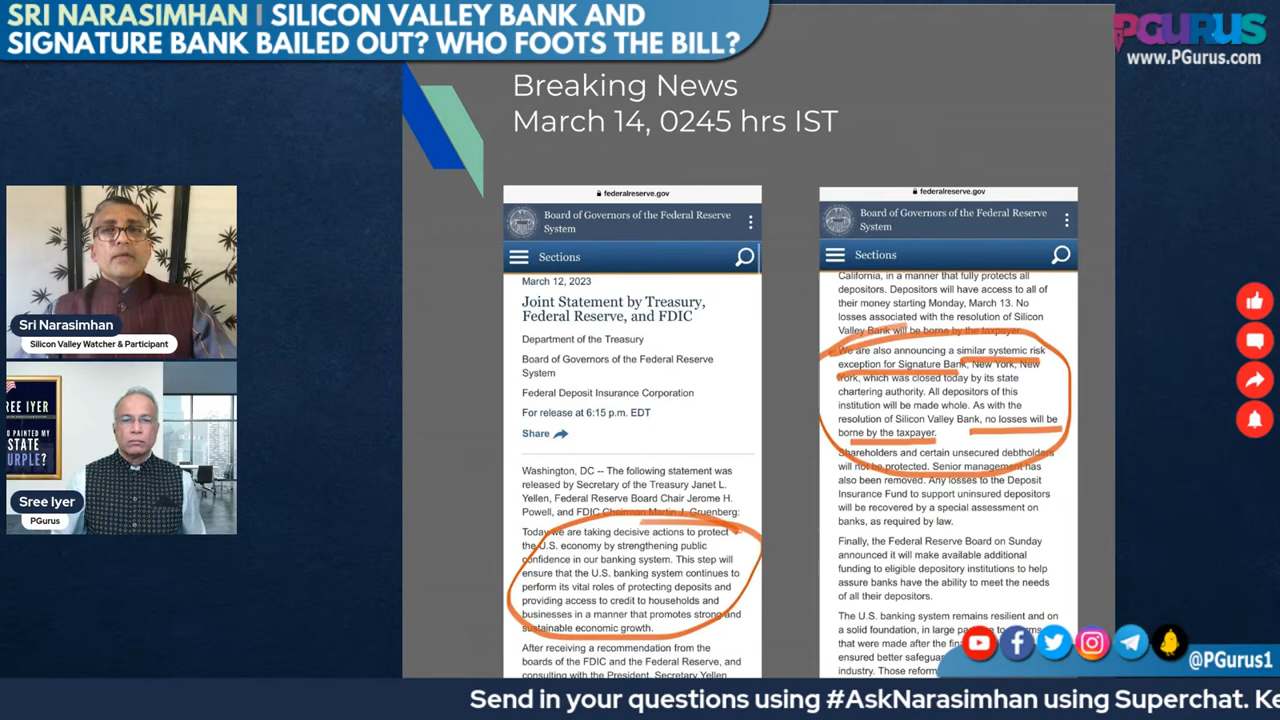 SRI NARASIMHAN | SILICON VALLEY BANK AND
SIGNATURE BANK BAILED OUT? WHO FOOTS THE BILL?
PGURUS
www.PGurus.com
Breaking News
March 14, 0245 hrs IST
Sri Narasimhan
Silicon Valley Watcher & Participant
SREE IYER
PAINTED MY
STATE
PURPLE?
Sree Iyer
PGurus
federalreserve.gov
Board of Governors of the Federal Reserve
System
Sections
March 12, 2023
Joint Statement by Treasury,
Federal Reserve, and FDIC
Department of the Treasury
Board of Governors of the Federal Reserve
System
Federal Deposit Insurance Corporation
For release at 6:15 p.m. EDT
Share
Washington, DC -- The following statement was
released by Secretary of the Treasury Janet L.
Yellen, Federal Reserve Board Chair Jerome H.
Powell, and FDIC Chairman Martin J. Gruenberg:
Today we are taking decisive actions to protect
the U.S. economy by strengthening public
confidence in our banking system. This step will
ensure that the U.S. banking system continues to
perform its vital roles of protecting deposits and
providing access to credit to households and
businesses in a manner that promotes strong and
sustainable economic growth.
After receiving a recommendation from the
boards of the FDIC and the Federal Reserve, and
consulting with the President, Secretary Yellen
federalreserve.gov
Board of Governors of the Federal Reserve
System
Sections
California, in a manner that fully protects all
depositors. Depositors will have access to all of
their money starting Monday, March 13. No
losses associated with the resolution of Silicon
Valley Bank will be borne by the taxpayer.
We are also announcing a similar systemic risk
exception for Signature Bank, New York, New
York, which was closed today by its state
chartering authority. All depositors of this
institution will be made whole. As with the
resolution of Silicon Valley Bank, no losses will be
borne by the taxpayer.
Shareholders and certain unsecured debtholders
will not be protected. Senior management has
also been removed. Any losses to the Deposit
Insurance Fund to support uninsured depositors
will be recovered by a special assessment on
banks, as required by law.
Finally, the Federal Reserve Board on Sunday
announced it will make available additional
funding to eligible depository institutions to help
assure banks have the ability to meet the needs
of all their depositors.
The U.S. banking system remains resilient and on
a solid foundation, in large
that were made after the
ensured better
industry. Those
@PGurus1
Send in your questions using #AskNarasimhan using Superchat.